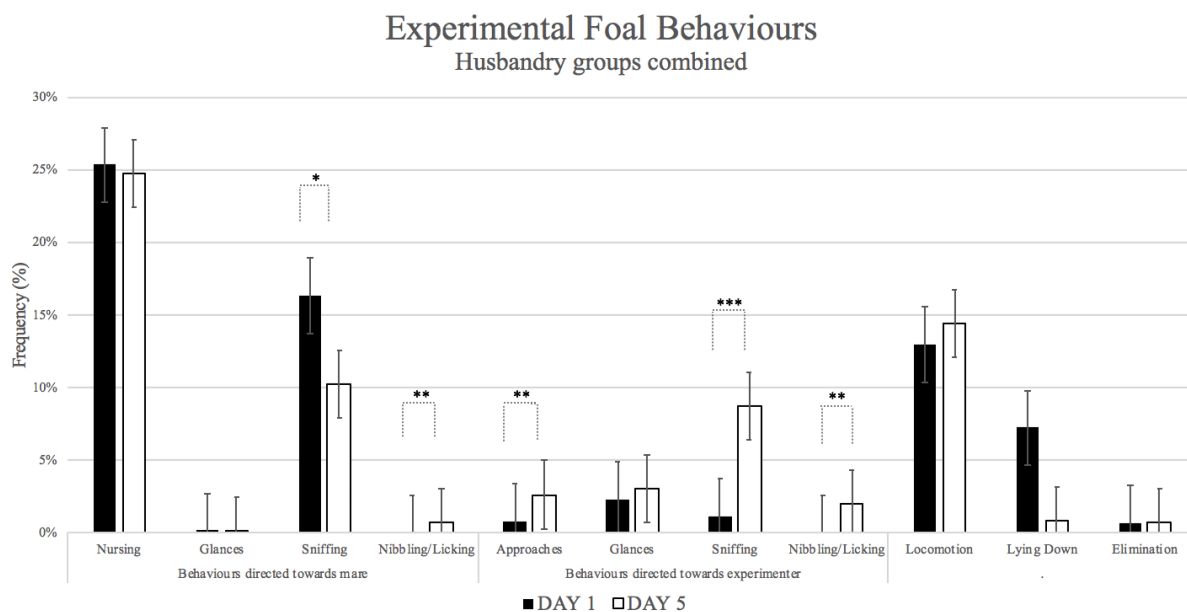 Experimental Foal Behaviours
Husbandry groups combined
Frequency (%)
30%
25%
20%
15%
10%
5%
0%
*
**
**
***
**
Nursing Glances Sniffing Nibbling/Licking Approaches Glances Sniffing Nibbling/Licking Locomotion Lying Down Elimination
Behaviours directed towards mare Behaviours directed towards experimenter .
DAY 1 DAY 5